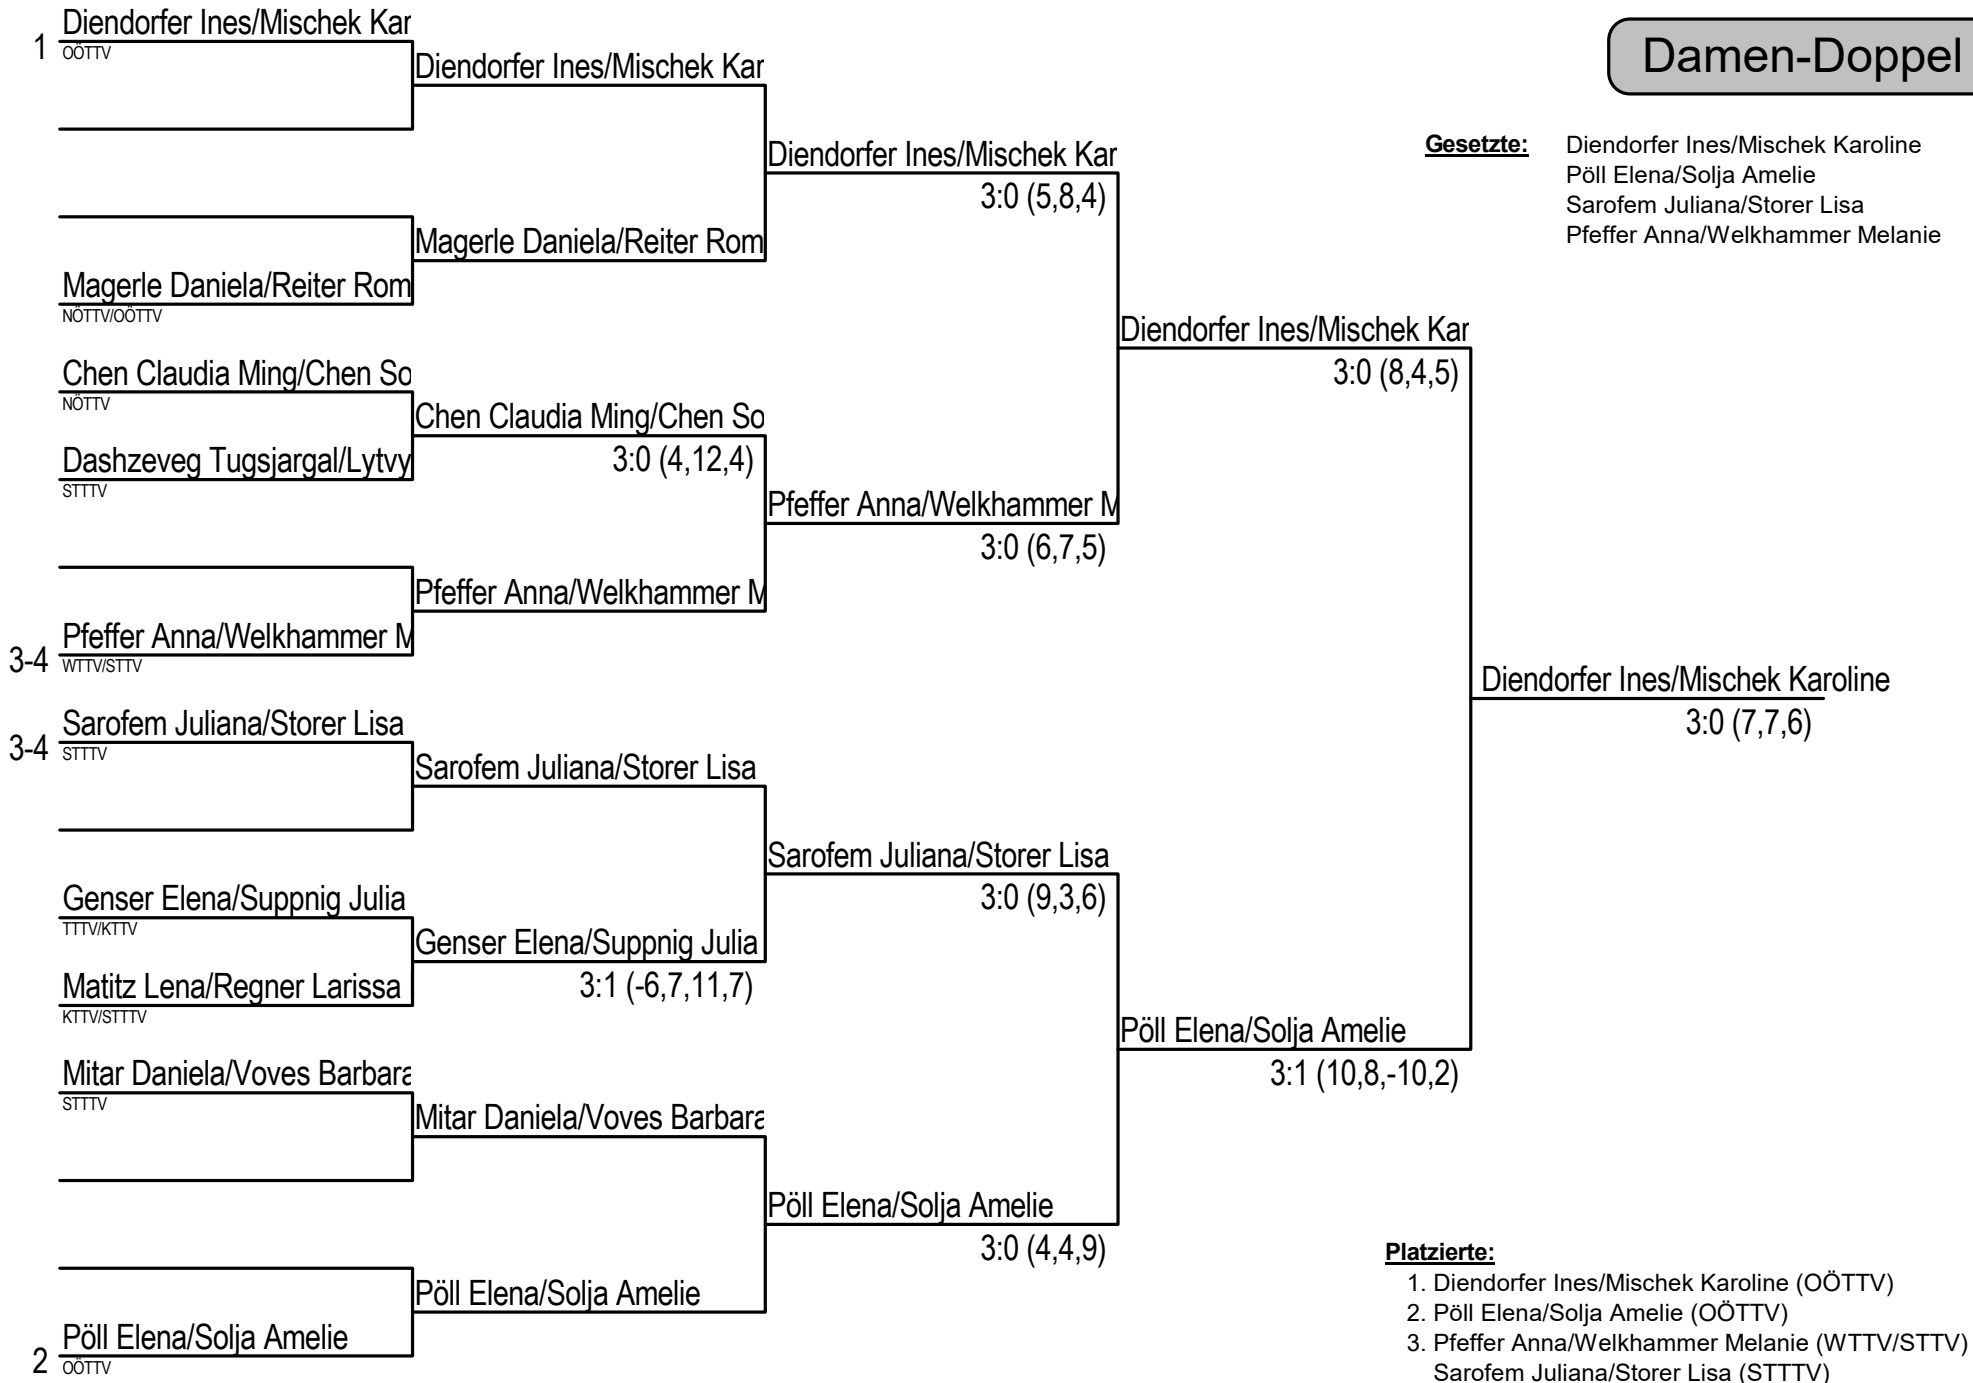 Damen-Doppel
Gesetzte:
Diendorfer Ines/Mischek Karoline
Pöll Elena/Solja Amelie
Sarofem Juliana/Storer Lisa
Pfeffer Anna/Welkhammer Melanie
1
Diendorfer Ines/Mischek Kar
OÖTTV
Magerle Daniela/Reiter Rom
NÖTTV/OÖTTV
Chen Claudia Ming/Chen So
NÖTTV
Dashzeveg Tugsjargal/Lytvy
STTTV
3-4
Pfeffer Anna/Welkhammer M
WTTV/STTV
3-4
Sarofem Juliana/Storer Lisa
STTTV
Genser Elena/Suppnig Julia
TTTV/KTTV
Matitz Lena/Regner Larissa
KTTV/STTTV
Mitar Daniela/Voves Barbara
STTTV
2
Pöll Elena/Solja Amelie
OÖTTV
Diendorfer Ines/Mischek Kar
Magerle Daniela/Reiter Rom
Chen Claudia Ming/Chen So
3:0 (4,12,4)
Pfeffer Anna/Welkhammer M
Sarofem Juliana/Storer Lisa
Genser Elena/Suppnig Julia
3:1 (-6,7,11,7)
Mitar Daniela/Voves Barbara
Pöll Elena/Solja Amelie
Diendorfer Ines/Mischek Kar
3:0 (5,8,4)
Pfeffer Anna/Welkhammer M
3:0 (6,7,5)
Sarofem Juliana/Storer Lisa
3:0 (9,3,6)
Pöll Elena/Solja Amelie
3:0 (4,4,9)
Diendorfer Ines/Mischek Kar
3:0 (8,4,5)
Pöll Elena/Solja Amelie
3:1 (10,8,-10,2)
Diendorfer Ines/Mischek Karoline
3:0 (7,7,6)
Platzierte:
1. Diendorfer Ines/Mischek Karoline (OÖTTV)
2. Pöll Elena/Solja Amelie (OÖTTV)
3. Pfeffer Anna/Welkhammer Melanie (WTTV/STTV)
Sarofem Juliana/Storer Lisa (STTTV)